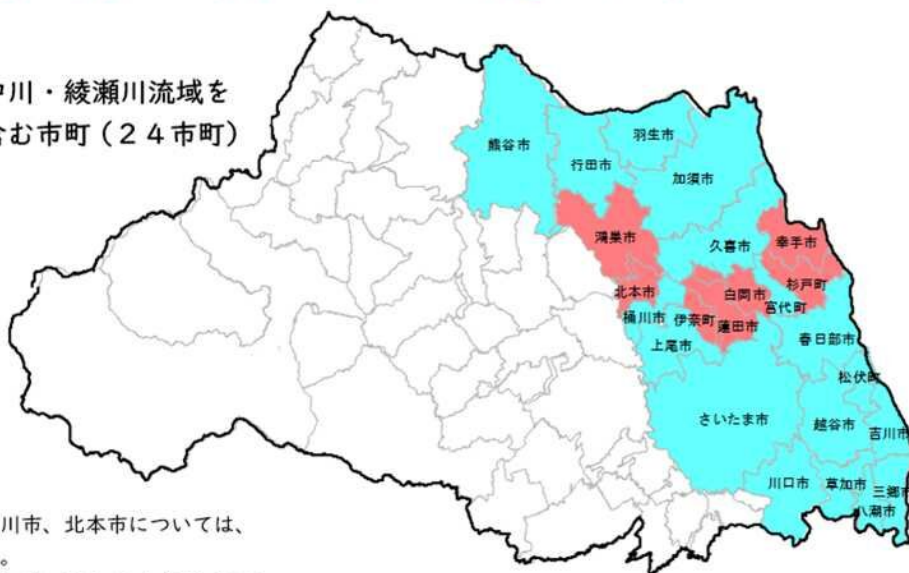 川・綾瀬川流域を
む市町（２４市町）
熊谷市
行田市
羽生市
加須市
鴻巣市
久喜市
幸手市
北本市
白岡市
杉戸町
宮代町
桶川市
伊奈町
蓮田市
上尾市
春日部市
松伏町
さいたま市
越谷市
吉川市
川口市
草加市
三郷市
八潮市
川市、北本市については、
。